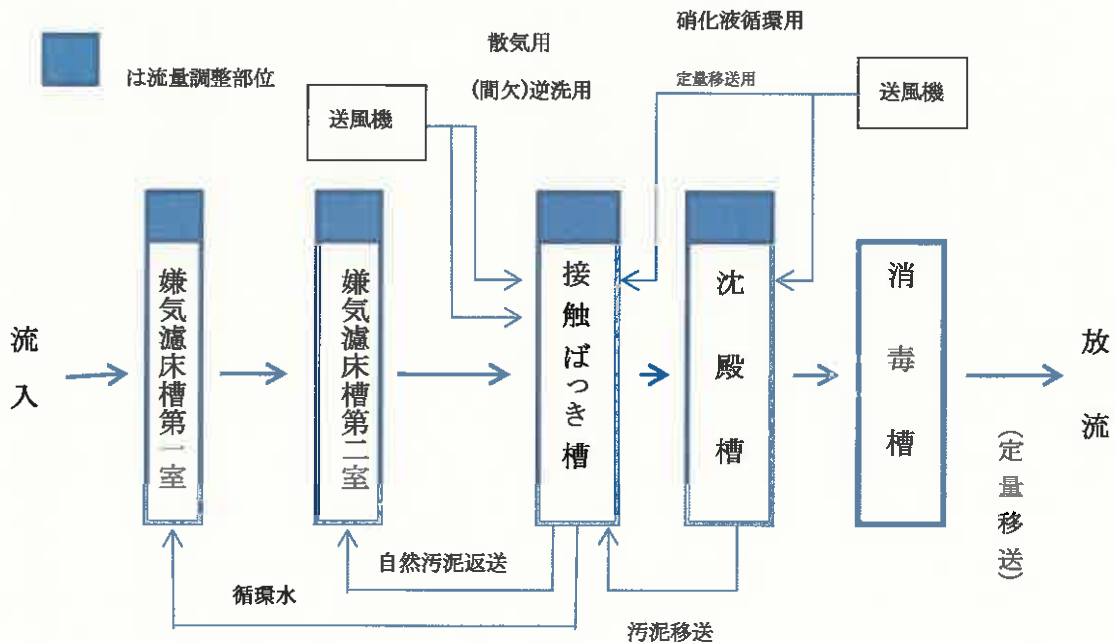 は流量調整部位
散気用
(間欠)逆洗用
硝化液循環用
定量移送用
送風機
送風機
流入
嫌気濾床槽第一室
嫌気濾床槽第二室
接触ばっき槽
沈殿槽
消毒槽
放流
(定量移送)
自然汚泥返送
循環水
汚泥移送